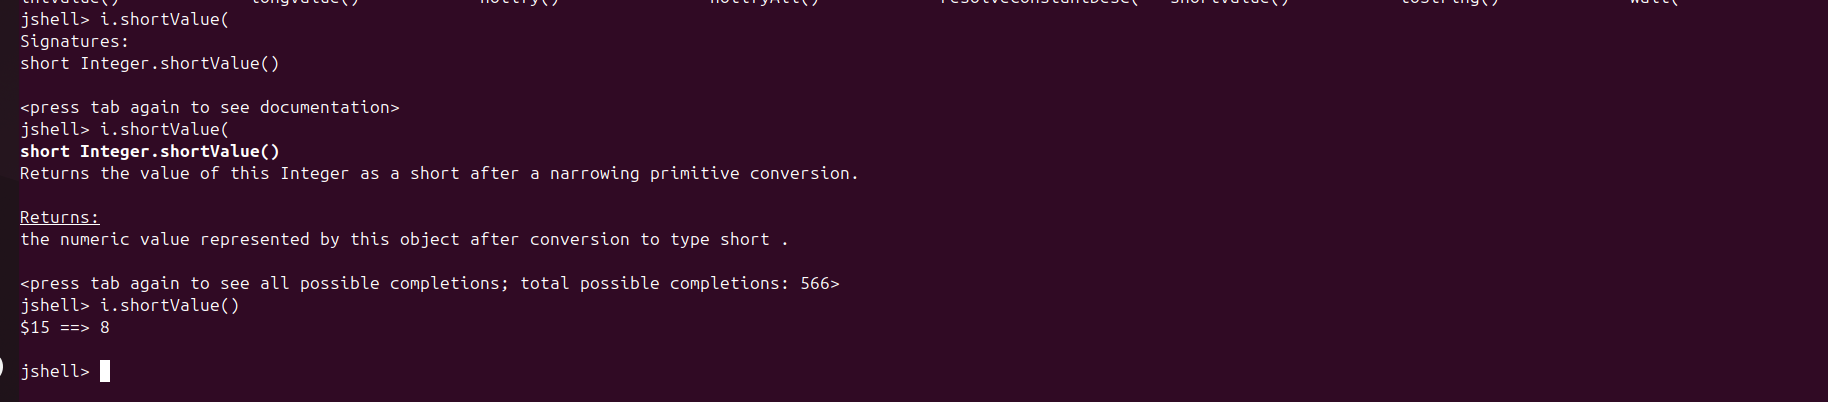 jshell> i.shortValue(
Signatures:
short Integer.shortValue()
<press tab again to see documentation>
jshell> i.shortValue(
short Integer.shortValue()
Returns the value of this Integer as a short after a narrowing primitive conversion.
Returns:
the numeric value represented by this object after conversion to type short .
<press tab again to see all possible completions; total possible completions: 566>
jshell> i.shortValue()
$15 ==> 8
jshell>